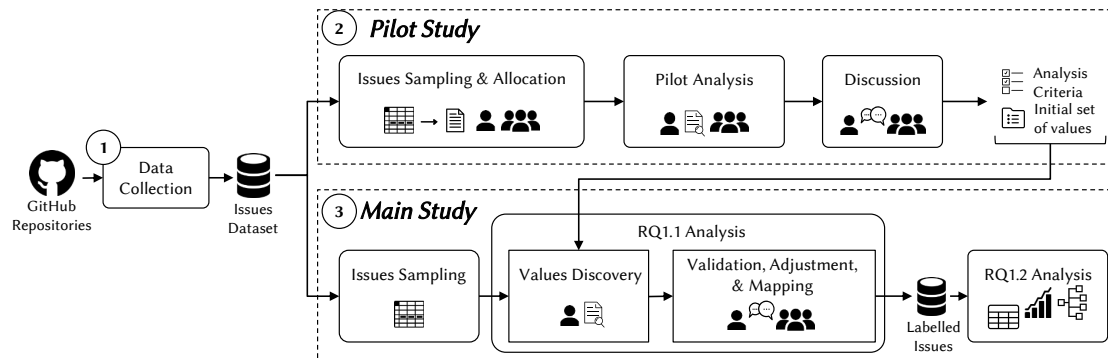 2
Pilot Study
Issues Sampling & Allocation
Pilot Analysis
Discussion
Analysis
Criteria
Initial set
of values
1
Data
Collection
GitHub
Repositories
Issues
Dataset
3
Main Study
RQ1.1 Analysis
Issues Sampling
Values Discovery
Validation, Adjustment,
& Mapping
Labelled
Issues
RQ1.2 Analysis